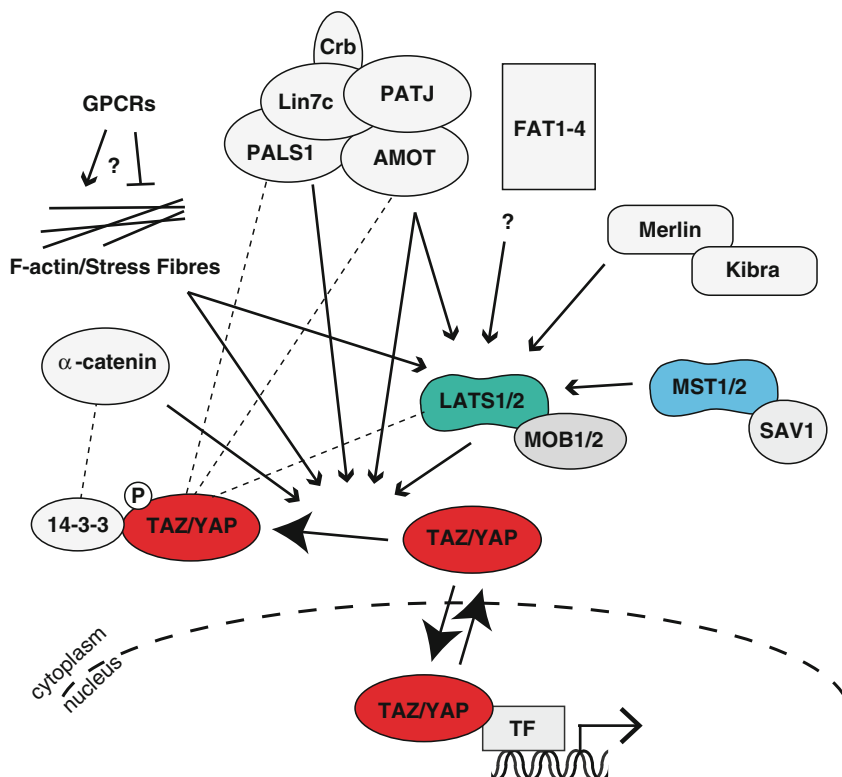 Crb
Lin7c
PATJ
GPCRs
FAT1-4
PALS1
AMOT
?
?
Merlin
F-actin/Stress Fibres
Kibra
α-catenin
LATS1/2
MST1/2
MOB1/2
SAV1
P
14-3-3
TAZ/YAP
TAZ/YAP
cytoplasm
nucleus
TAZ/YAP
TF